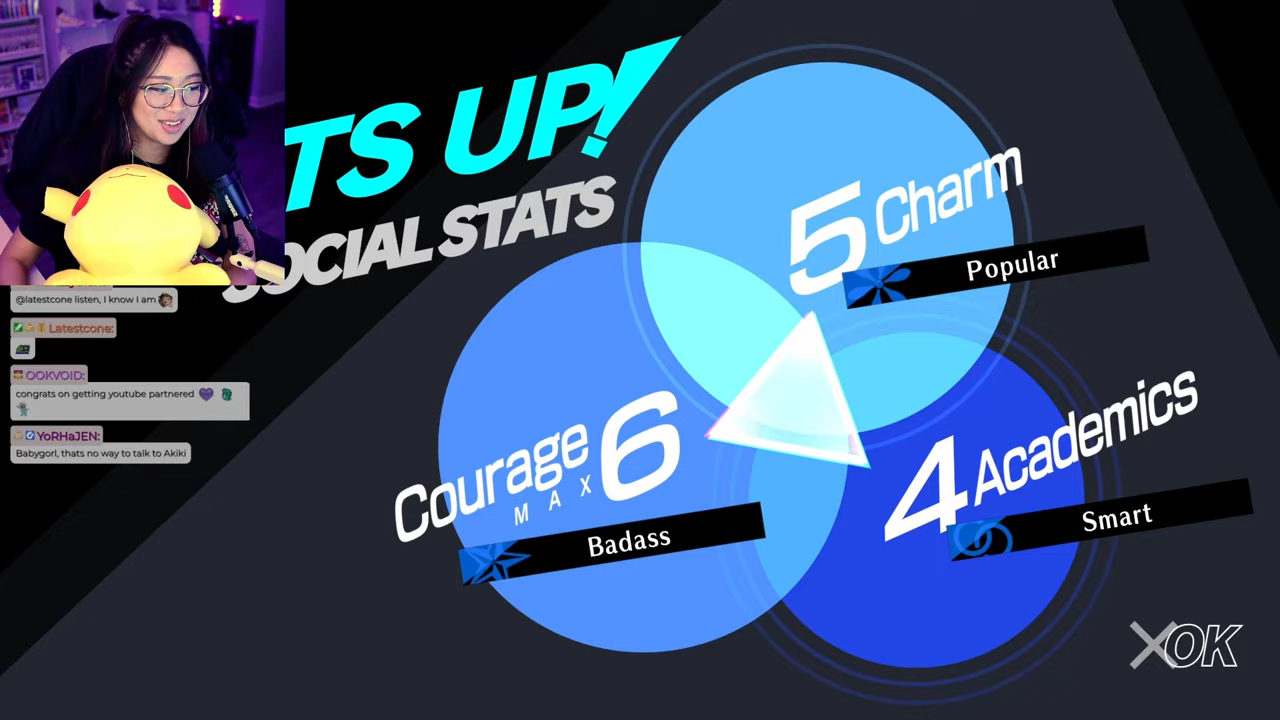 TS UP!
SOCIAL STATS
5 Charm
Popular
Courage 6
MAX
Badass
4 Academics
Smart
@latestcone listen, I know I am
Latestcone:
OOKVOID:
congrats on getting youtube partnered
YoRHaJEN:
Babygorl, thats no way to talk to Akiki
OK